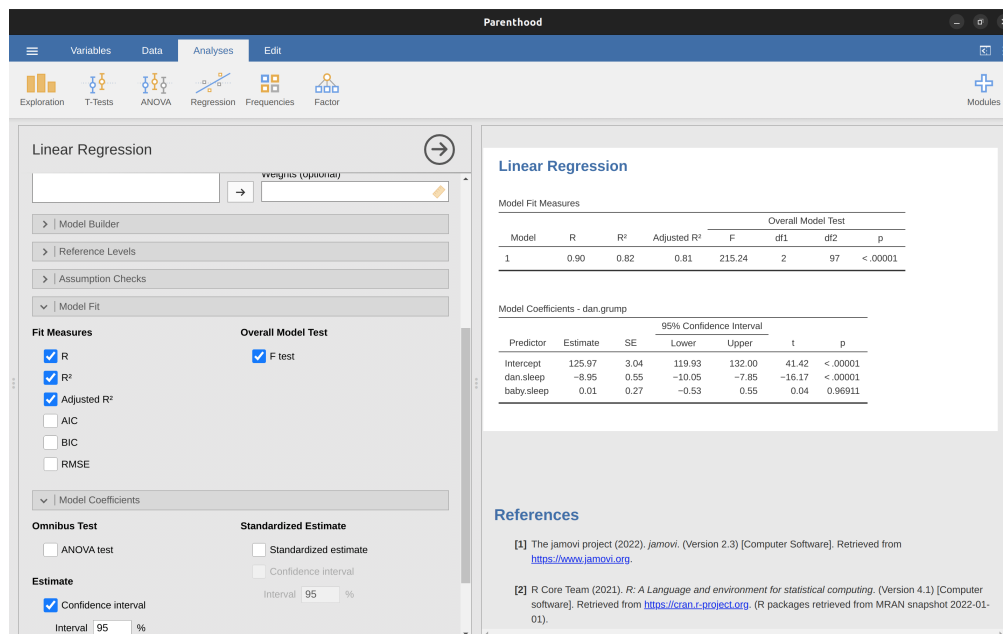 Parenthood
Variables Data Analyses Edit
Exploration T-Tests ANOVA Regression Frequencies Factor Modules
Linear Regression
Weights (optional)
Model Builder
Reference Levels
Assumption Checks
Model Fit
Fit Measures Overall Model Test
R F test
R²
Adjusted R²
AIC
BIC
RMSE
Model Coefficients
Omnibus Test Standardized Estimate
ANOVA test Standardized estimate
Confidence interval
Interval 95 %
Estimate
Confidence interval
Interval 95 %
Linear Regression
Model Fit Measures
Overall Model Test
Model R R² Adjusted R² F df1 df2 p
1 0.90 0.82 0.81 215.24 2 97 < .00001
Model Coefficients - dan.grump
95% Confidence Interval
Predictor Estimate SE Lower Upper t p
Intercept 125.97 3.04 119.93 132.00 41.42 < .00001
dan.sleep −8.95 0.55 −10.05 −7.85 −16.17 < .00001
baby.sleep 0.01 0.27 −0.53 0.55 0.04 0.96911
References
[1] The jamovi project (2022). jamovi. (Version 2.3) [Computer Software]. Retrieved from
https://www.jamovi.org.
[2] R Core Team (2021). R: A Language and environment for statistical computing. (Version 4.1) [Computer
software]. Retrieved from https://cran.r-project.org. (R packages retrieved from MRAN snapshot 2022-01-
01).